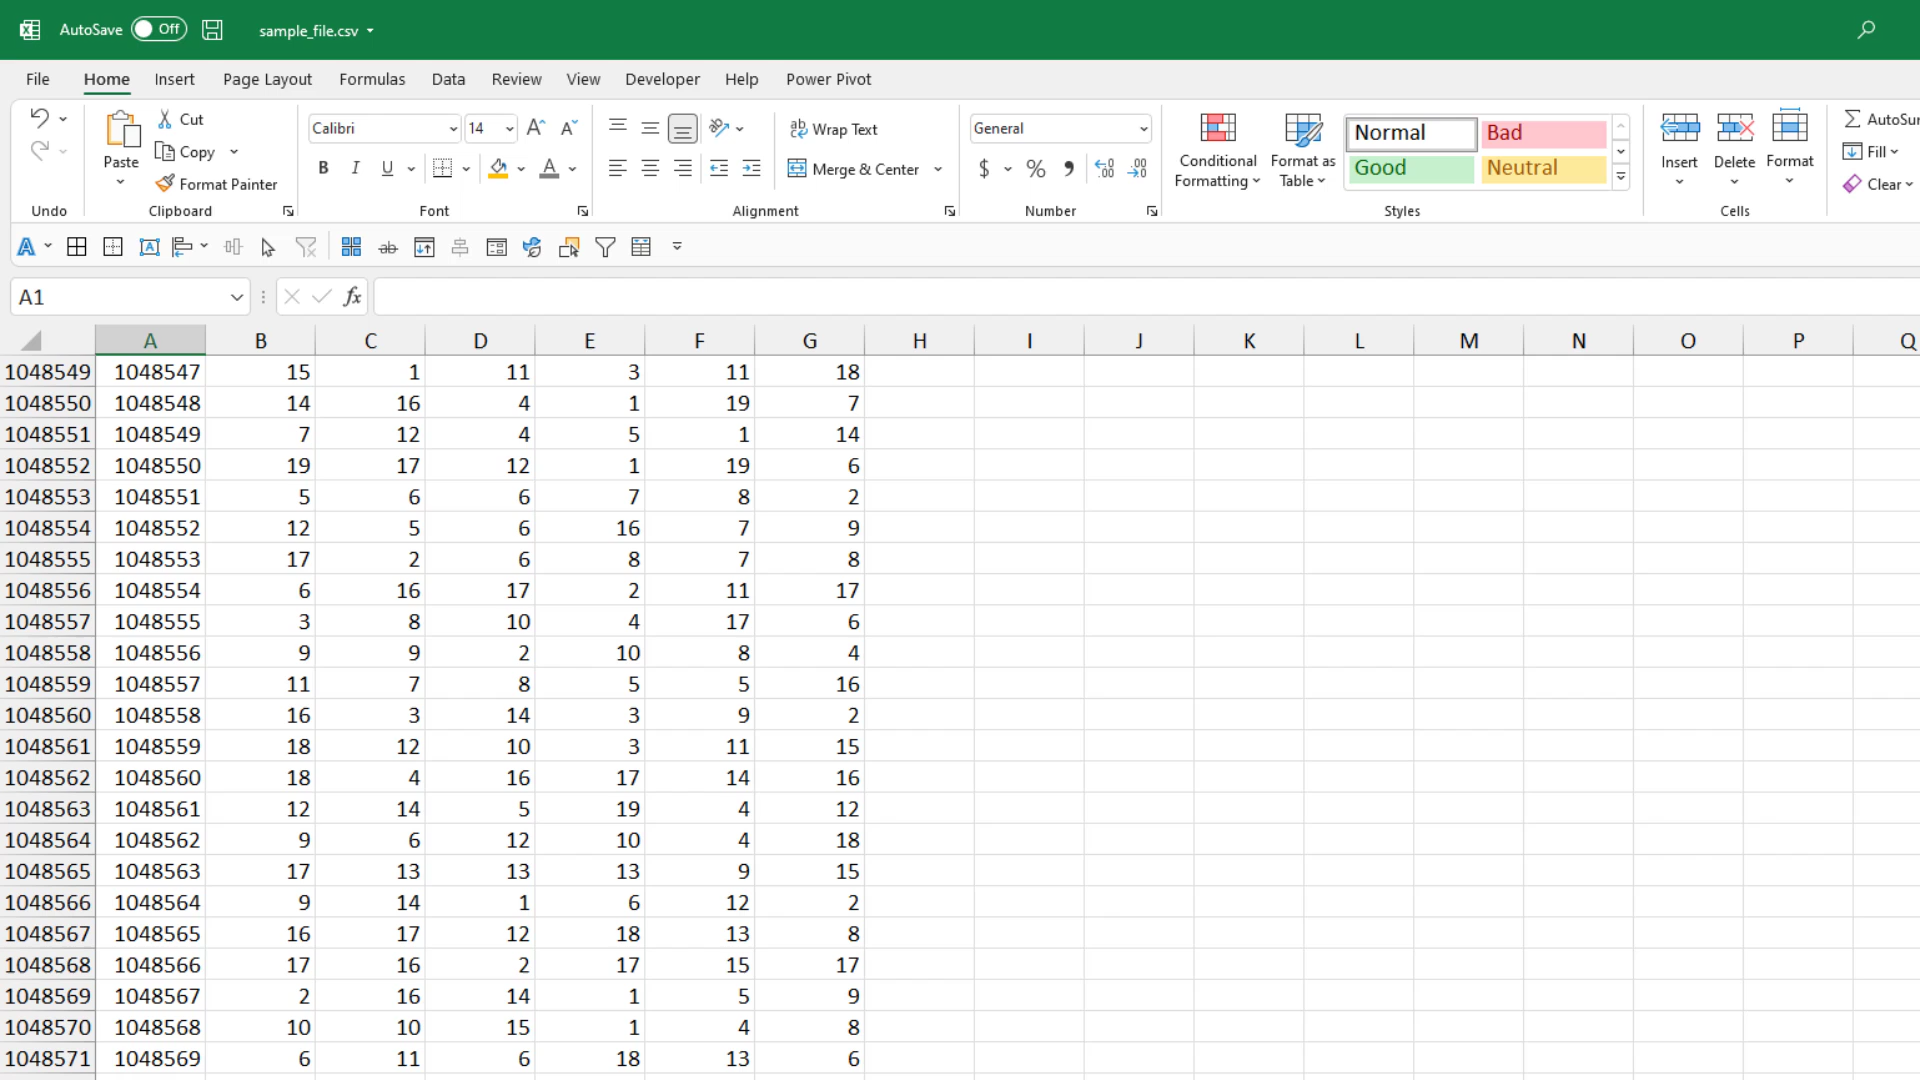 AutoSave Off sample_file.csv
File Home Insert Page Layout Formulas Data Review View Developer Help Power Pivot
Paste Cut Copy Format Painter
Calibri 14
B I U A
Wrap Text
Merge & Center
General
$ % 9
Conditional Formatting
Format as Table
Normal Bad
Good Neutral
Insert Delete Format
Fill
Clear
Undo Clipboard Font Alignment Number Styles Cells
A1 fx
A B C D E F G H I J K L M N O P Q
1048549 1048547 15 1 11 3 11 18
1048550 1048548 14 16 4 1 19 7
1048551 1048549 7 12 4 5 1 14
1048552 1048550 19 17 12 1 19 6
1048553 1048551 5 6 6 7 8 2
1048554 1048552 12 5 6 16 7 9
1048555 1048553 17 2 6 8 7 8
1048556 1048554 6 16 17 2 11 17
1048557 1048555 3 8 10 4 17 6
1048558 1048556 9 9 2 10 8 4
1048559 1048557 11 7 8 5 5 16
1048560 1048558 16 3 14 3 9 2
1048561 1048559 18 12 10 3 11 15
1048562 1048560 18 4 16 17 14 16
1048563 1048561 12 14 5 19 4 12
1048564 1048562 9 6 12 10 4 18
1048565 1048563 17 13 13 13 9 15
1048566 1048564 9 14 1 6 12 2
1048567 1048565 16 17 12 18 13 8
1048568 1048566 17 16 2 17 15 17
1048569 1048567 2 16 14 1 5 9
1048570 1048568 10 10 15 1 4 8
1048571 1048569 6 11 6 18 13 6